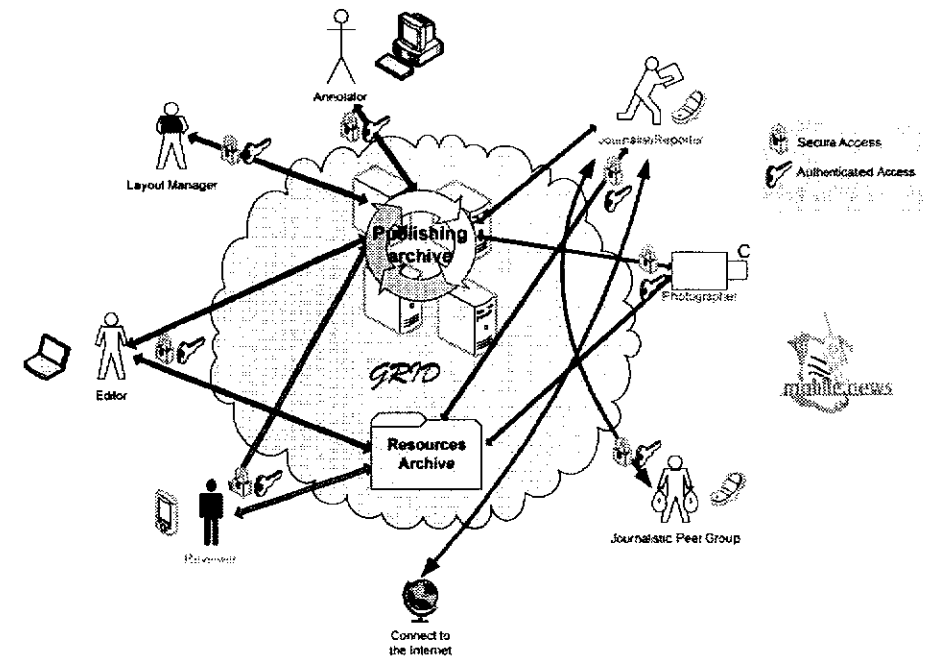 Annotator
Journalist/Reporter
Secure Access
Layout Manager
Authenticated Access
Publishing
archive
C
Photographer
GRID
mobile.news
Editor
Resources
Archive
Reviewer
Journalistic Peer Group
Connect to
the Internet